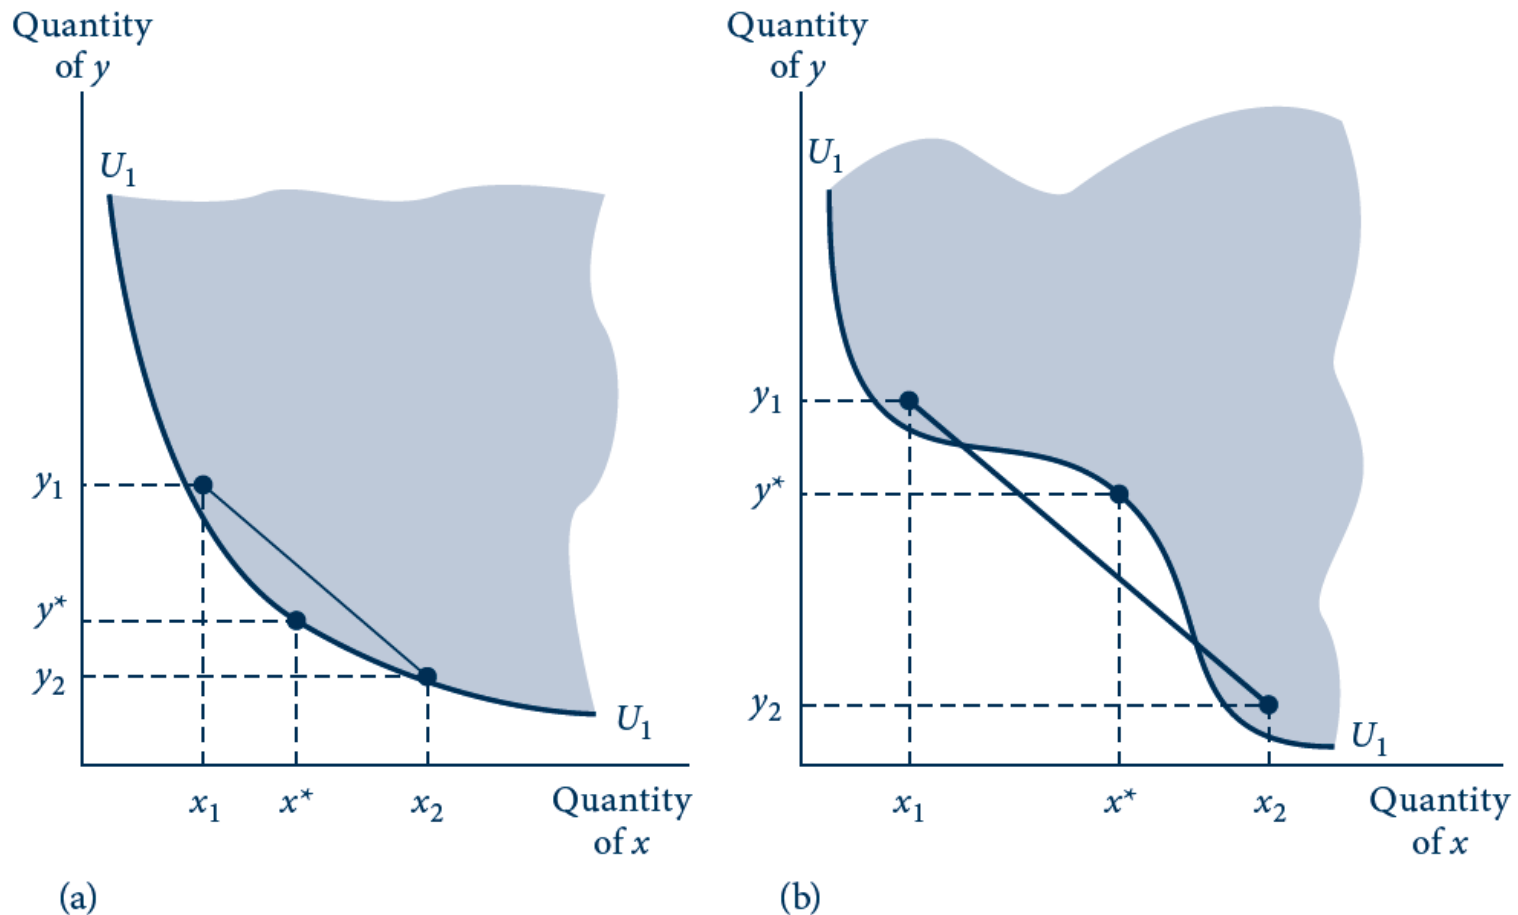 Quantity
of y
U₁
y₁
y*
y₂
U₁
x₁
x*
x₂
Quantity
of x
(a)
Quantity
of y
U₁
y₁
y*
y₂
U₁
x₁
x*
x₂
Quantity
of x
(b)